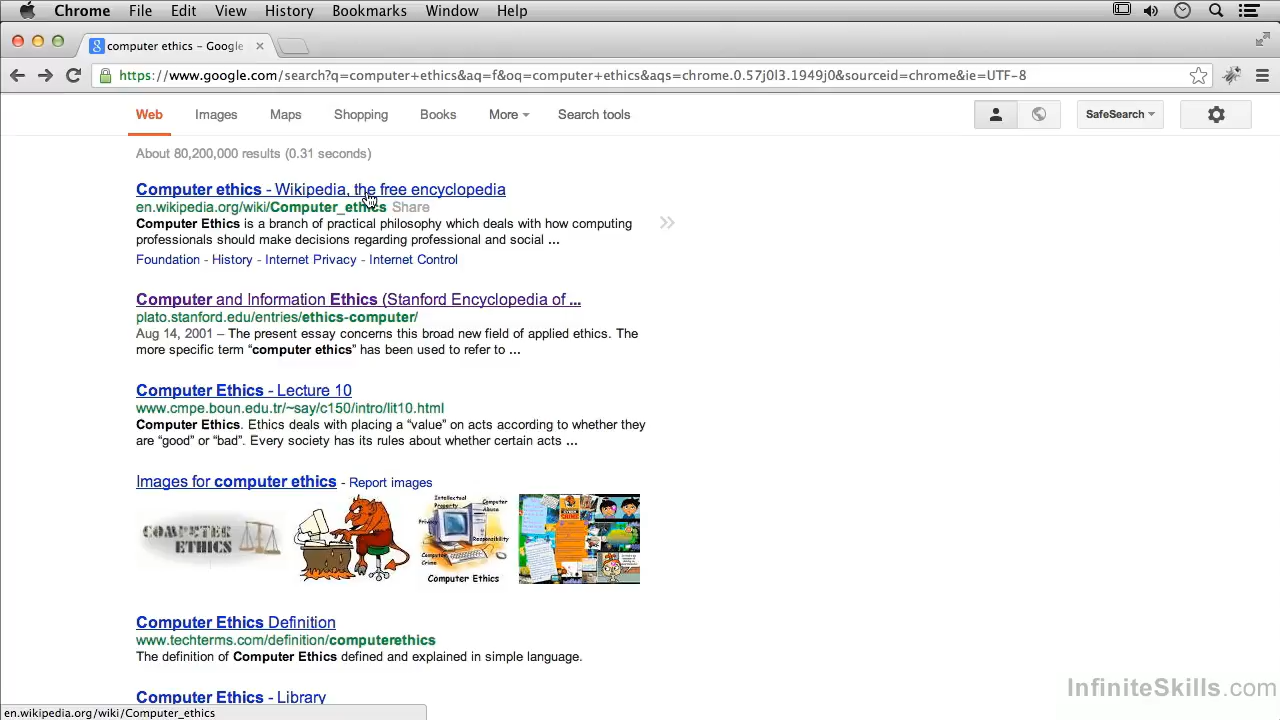 Chrome File Edit View History Bookmarks Window Help
computer ethics - Google
https://www.google.com/search?q=computer+ethics&aq=f&oq=computer+ethics&aqs=chrome.0.57j0l3.1949j0&sourceid=chrome&ie=UTF-8
Web Images Maps Shopping Books More Search tools SafeSearch
About 80,200,000 results (0.31 seconds)
Computer ethics - Wikipedia, the free encyclopedia
en.wikipedia.org/wiki/Computer_ethics Share
Computer Ethics is a branch of practical philosophy which deals with how computing
professionals should make decisions regarding professional and social ...
Foundation - History - Internet Privacy - Internet Control
Computer and Information Ethics (Stanford Encyclopedia of ...
plato.stanford.edu/entries/ethics-computer/
Aug 14, 2001 – The present essay concerns this broad new field of applied ethics. The
more specific term “computer ethics” has been used to refer to ...
Computer Ethics - Lecture 10
www.cmpe.boun.edu.tr/~say/c150/intro/lit10.html
Computer Ethics. Ethics deals with placing a “value” on acts according to whether they
are “good” or “bad”. Every society has its rules about whether certain acts ...
Images for computer ethics - Report images
COMPUTER
ETHICS
Intellectual
Property
Computer
Abuse
Responsibility
Computer
Crime
Computer Ethics
Computer Ethics Definition
www.techterms.com/definition/computerethics
The definition of Computer Ethics defined and explained in simple language.
Computer Ethics - Library
InfiniteSkills.com
en.wikipedia.org/wiki/Computer_ethics